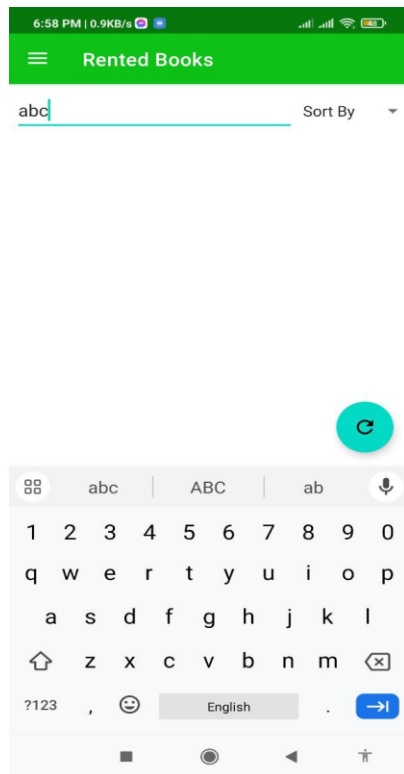 6:58 PM | 0.9KB/s 48
Rented Books
abc Sort By
abc ABC ab
1 2 3 4 5 6 7 8 9 0
q w e r t y u i o p
a s d f g h j k l
z x c v b n m
?123 , English .